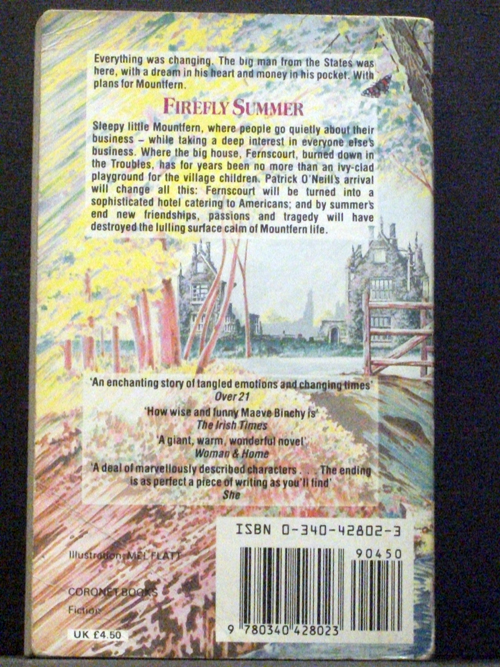 Everything was changing. The big man from the States was
here, with a dream in his heart and money in his pocket. With
plans for Mountfern.
FIREFLY SUMMER
Sleepy little Mountfern, where people go quietly about their
business – while taking a deep interest in everyone else's
business. Where the big house, Fernscourt, burned down in
the Troubles, has for years been no more than an ivy-clad
playground for the village children. Patrick O'Neill's arrival
will change all this: Fernscourt will be turned into a
sophisticated hotel catering to Americans; and by summer's
end new friendships, passions and tragedy will have
destroyed the lulling surface calm of Mountfern life.
'An enchanting story of tangled emotions and changing times'
Over 21
'How wise and funny Maeve Binchy is'
The Irish Times
'A giant, warm, wonderful novel'
Woman & Home
'A deal of marvellously described characters . . . The ending
is as perfect a piece of writing as you'll find'
She
ISBN 0-340-42802-3
90450
9 780340 428023
Illustration: MEL FLATT
CORONET BOOKS
Fiction
UK £4.50